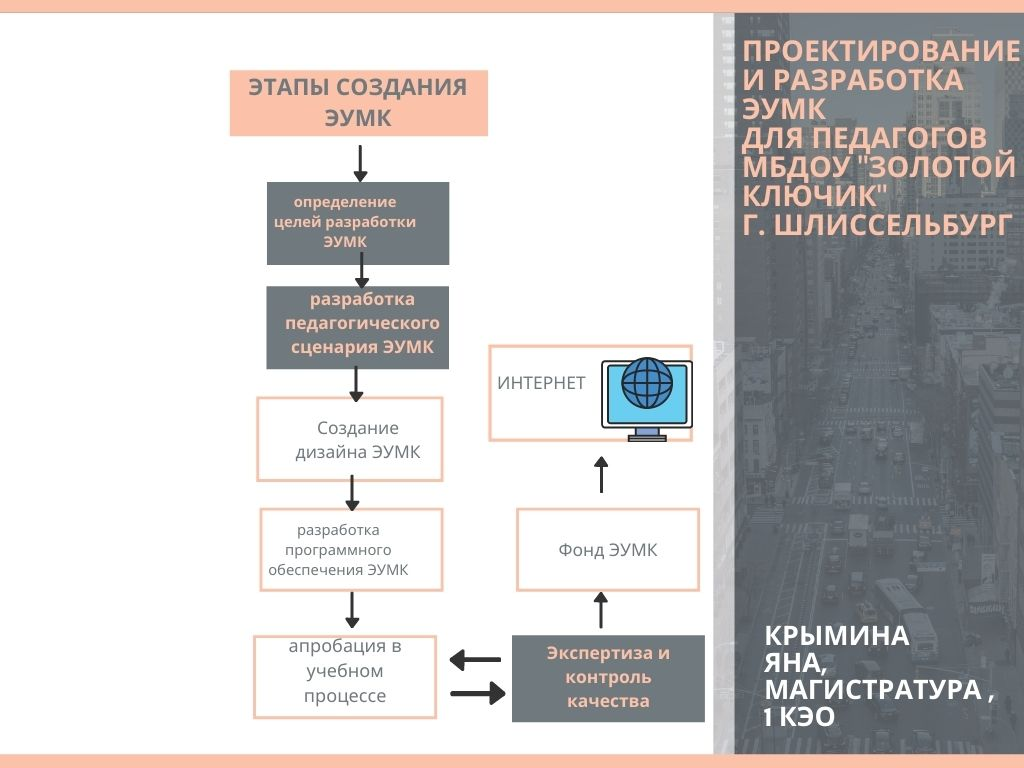 ЭТАПЫ СОЗДАНИЯ
ЭУМК
определение
целей разработки
ЭУМК
разработка
педагогического
сценария ЭУМК
Создание
дизайна ЭУМК
разработка
программного
обеспечения ЭУМК
апробация в
учебном
процессе
Экспертиза и
контроль
качества
Фонд ЭУМК
ИНТЕРНЕТ
ПРОЕКТИРОВАНИЕ
И РАЗРАБОТКА
ЭУМК
ДЛЯ ПЕДАГОГОВ
МБДОУ "ЗОЛОТОЙ
КЛЮЧИК"
Г. ШЛИССЕЛЬБУРГ
КРЫМИНА
ЯНА,
МАГИСТРАТУРА ,
1 КЭО